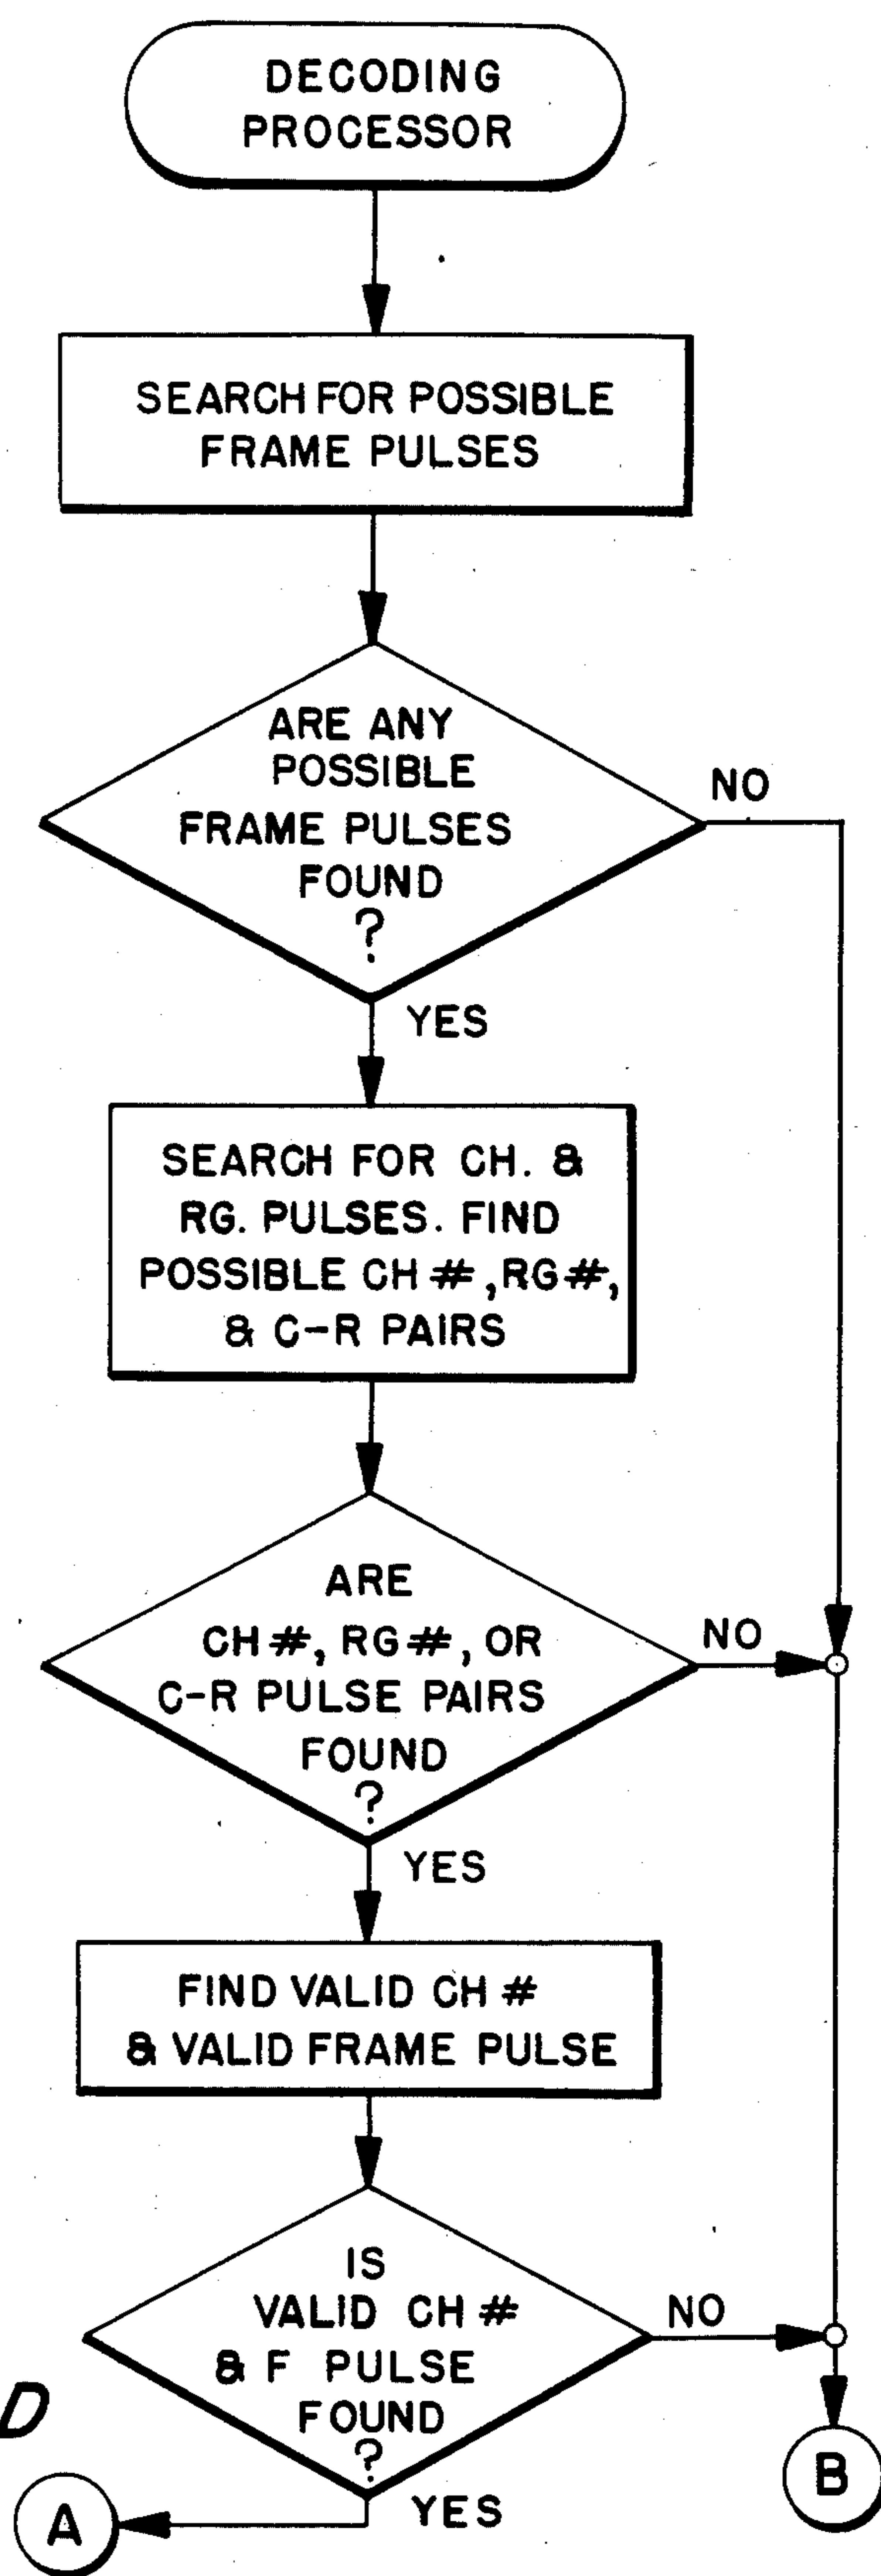 DECODING
PROCESSOR
SEARCH FOR POSSIBLE
FRAME PULSES
ARE ANY
POSSIBLE
FRAME PULSES
FOUND
?
NO
YES
SEARCH FOR CH. &
RG. PULSES. FIND
POSSIBLE CH #, RG #,
& C-R PAIRS
ARE
CH #, RG #, OR
C-R PULSE PAIRS
FOUND
?
NO
YES
FIND VALID CH #
& VALID FRAME PULSE
IS
VALID CH #
& F PULSE
FOUND
?
NO
YES
D
A
B